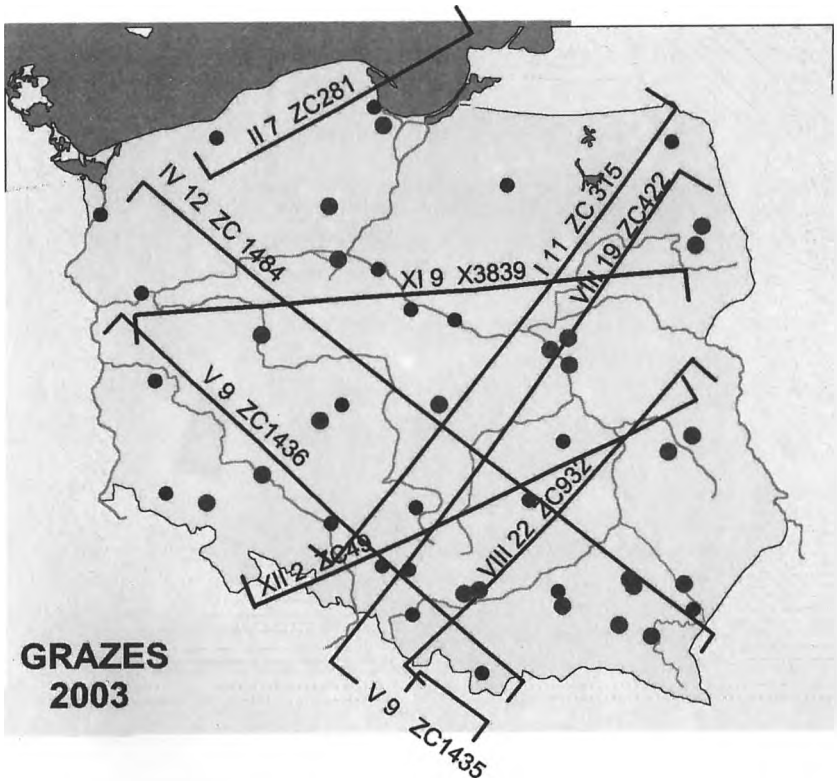 II 7 ZC281
IV 12 ZC 1484
I 11 ZC 315
VIII 19 ZC422
XI 9 X3839
V 9 ZC1436
XII 2 ZC49
VIII 22 ZC932
GRAZES
2003
V 9 ZC1435